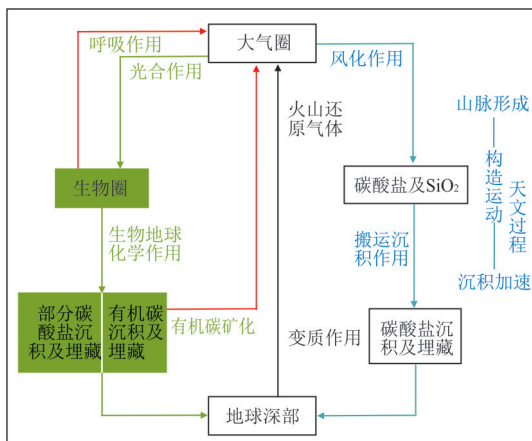 大气圈
呼吸作用
光合作用
风化作用
火山还
原气体
山脉形成
构造运动
天文过程
沉积加速
生物圈
碳酸盐及SiO₂
生物地球
化学作用
搬运沉
积作用
部分碳
酸盐沉
积及埋藏
有机碳
沉积及
埋藏
有机碳矿化
变质作用
碳酸盐沉
积及埋藏
地球深部